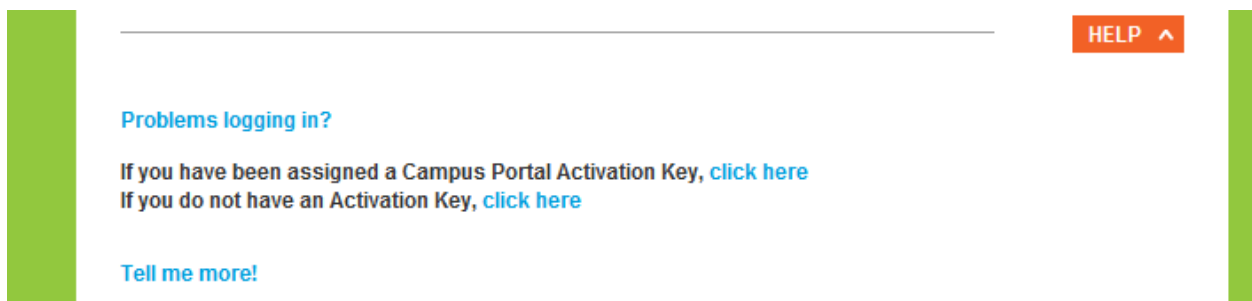 HELP
Problems logging in?
If you have been assigned a Campus Portal Activation Key, click here
If you do not have an Activation Key, click here
Tell me more!